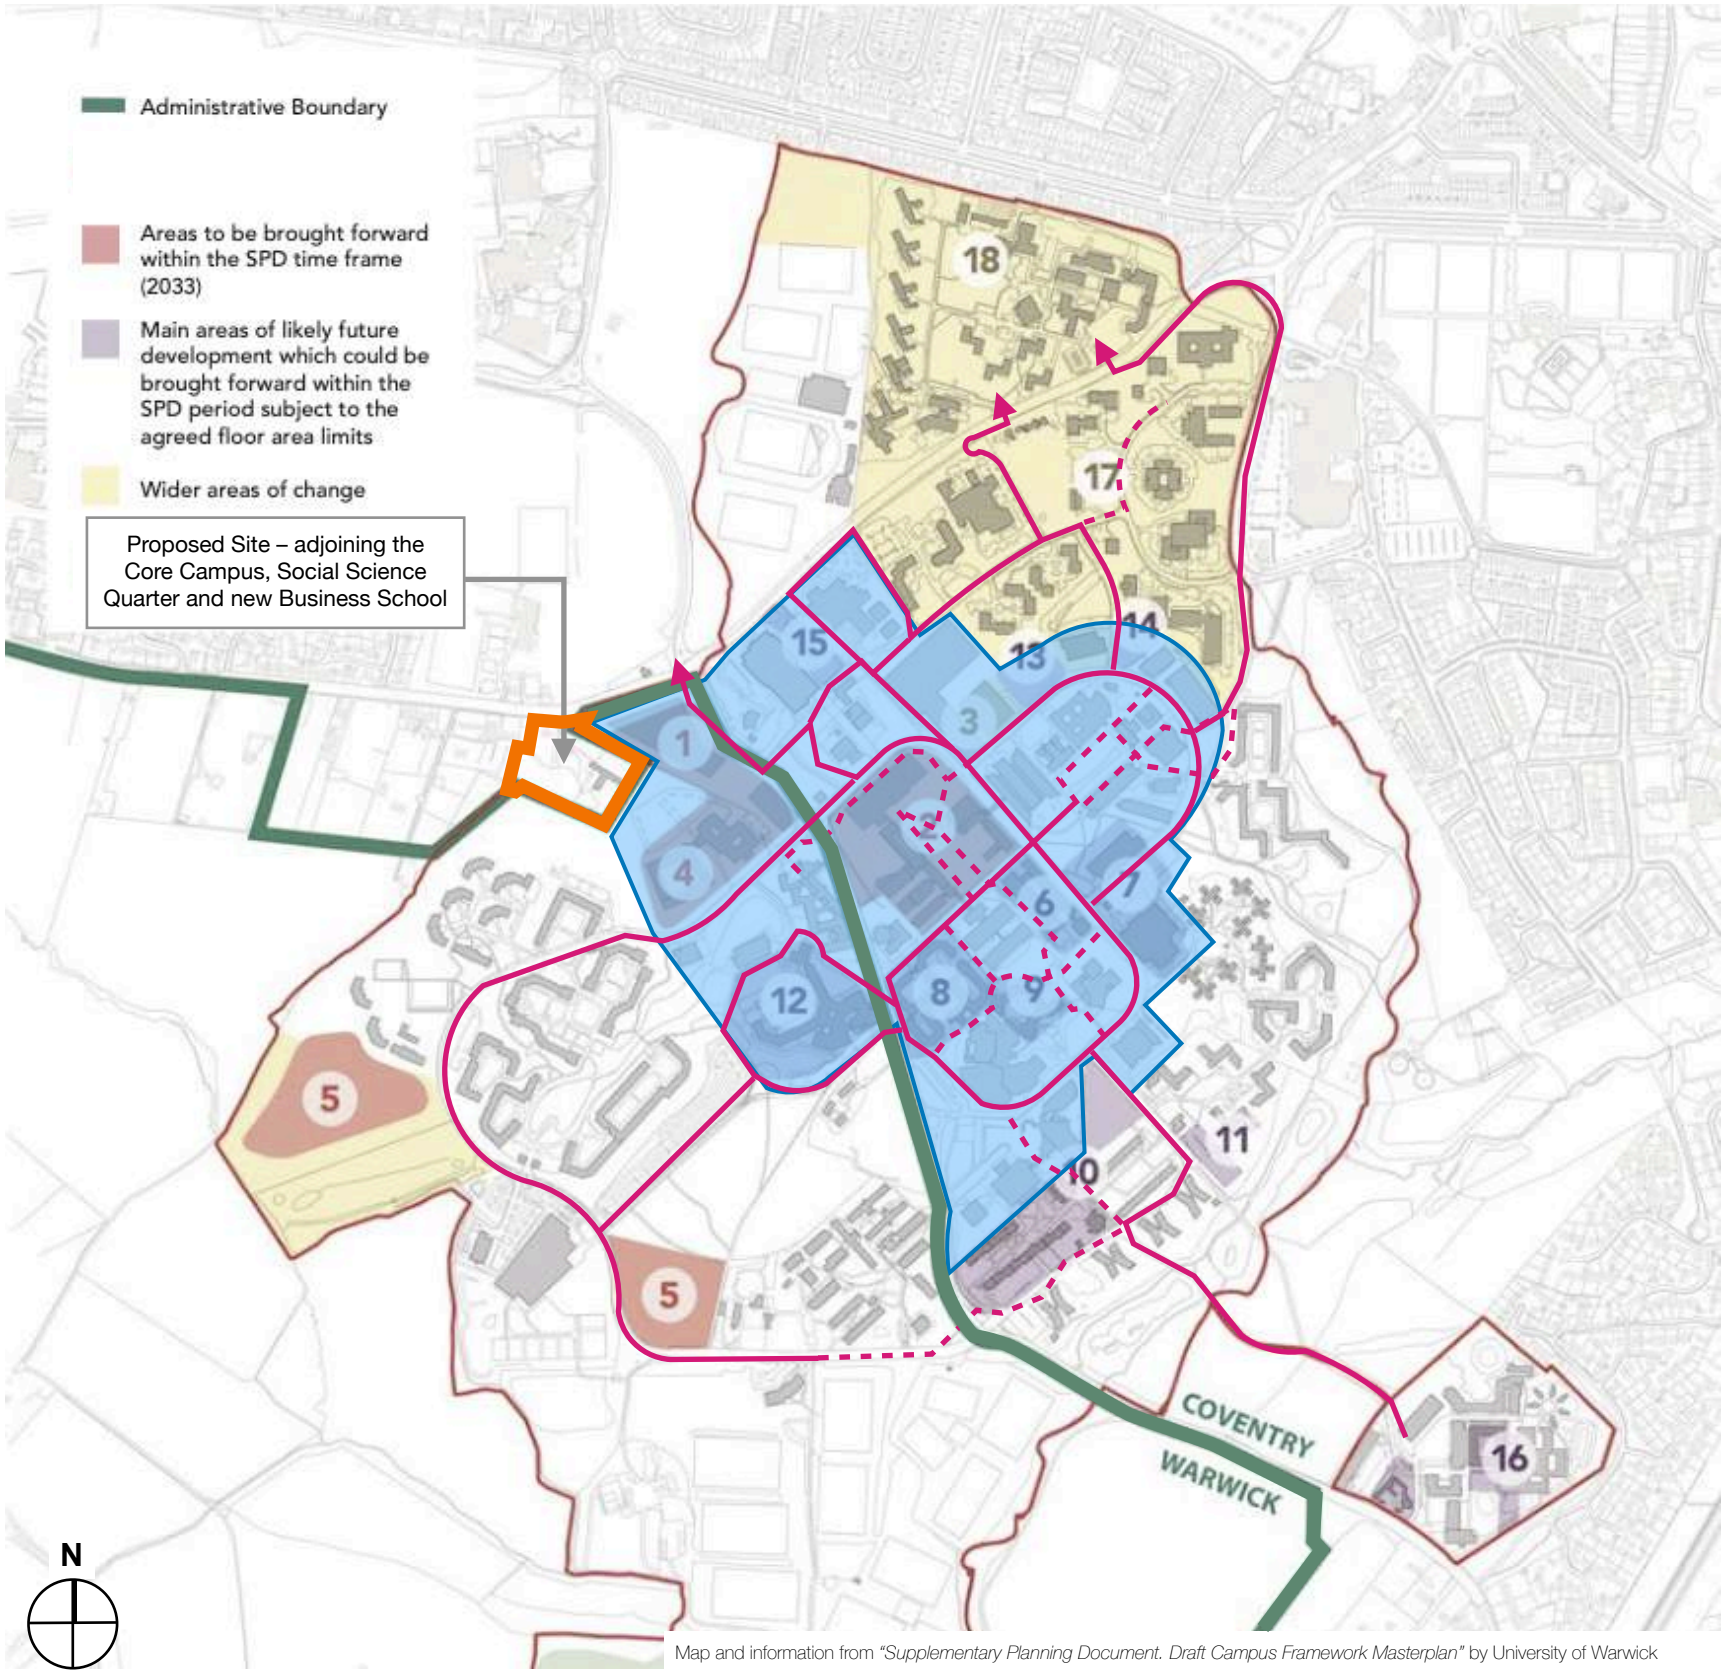 Administrative Boundary
Areas to be brought forward
within the SPD time frame
(2033)
Main areas of likely future
development which could be
brought forward within the
SPD period subject to the
agreed floor area limits
Wider areas of change
Proposed Site – adjoining the
Core Campus, Social Science
Quarter and new Business School
18
17
14
13
15
3
1
2
4
6
7
8
9
12
5
11
10
5
COVENTRY
WARWICK
16
N
Map and information from “Supplementary Planning Document. Draft Campus Framework Masterplan” by University of Warwick